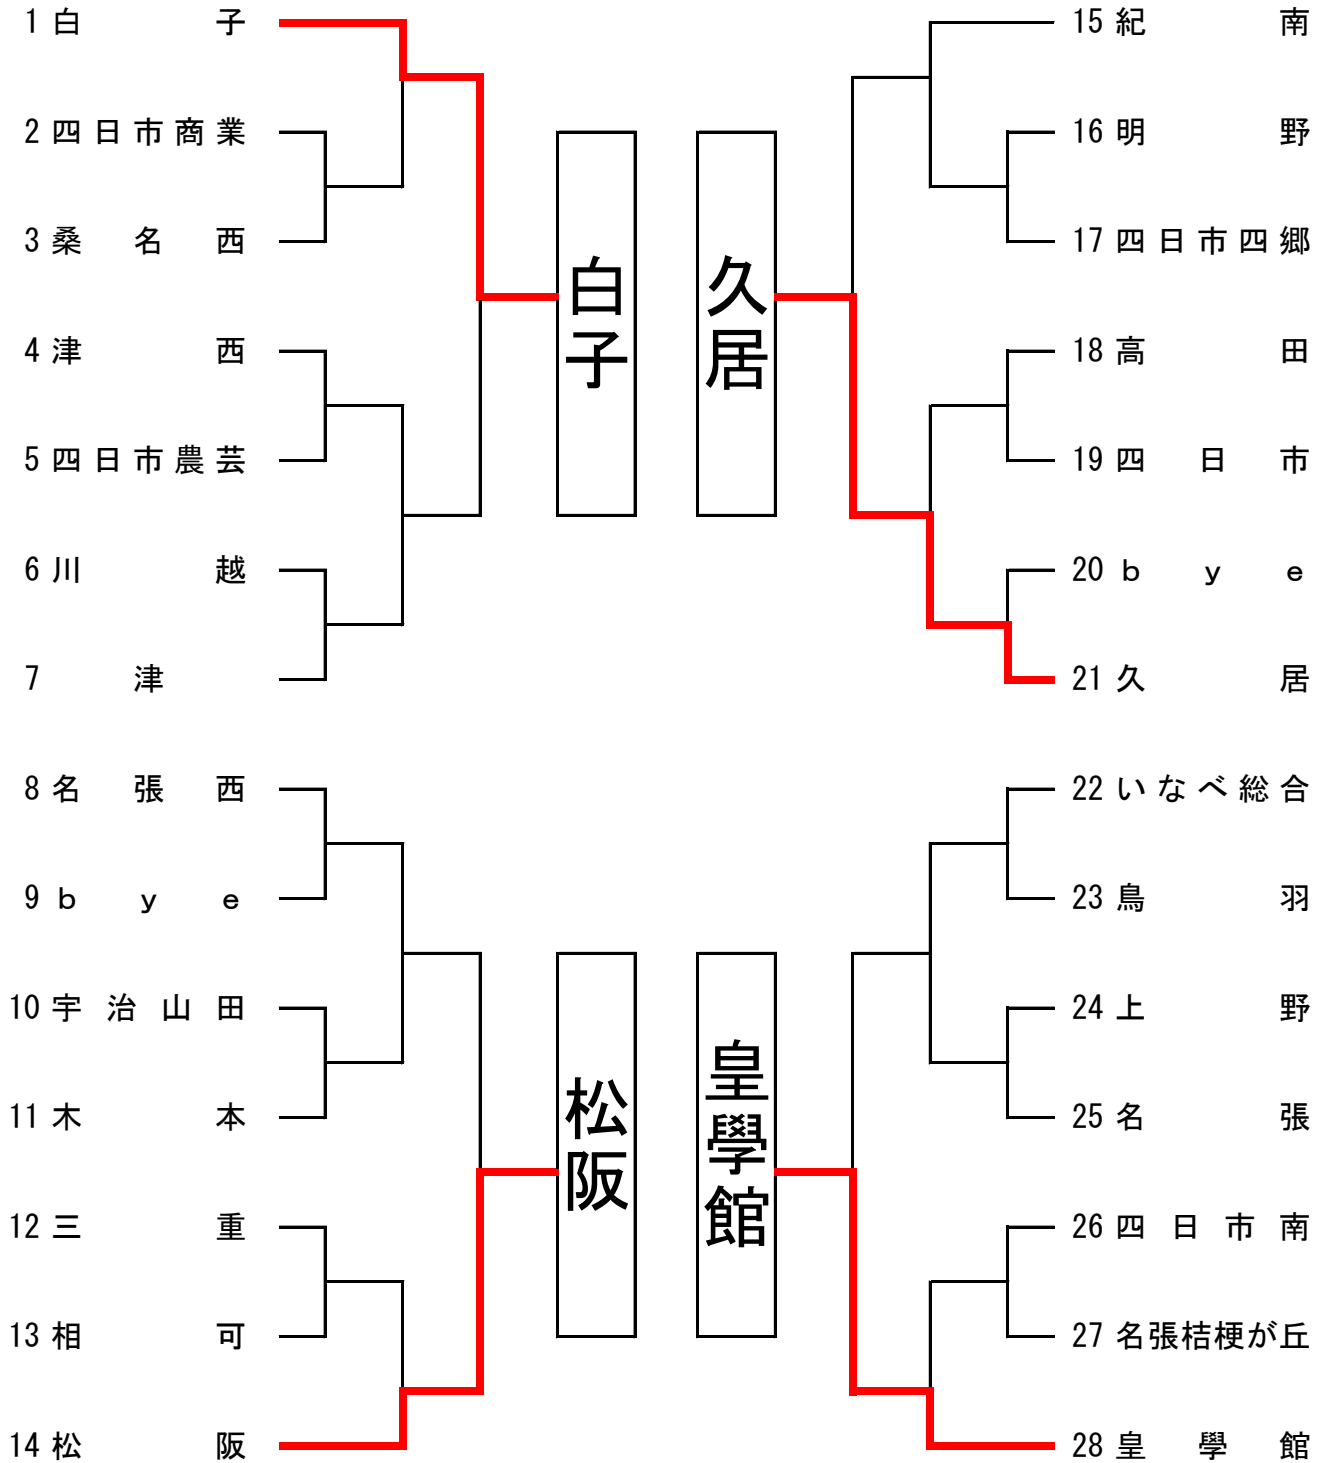 1 白子
2 四日市商業
3 桑名西
4 津西
5 四日市農芸
6 川越
7 津
8 名張西
9 ｂｙｅ
10 宇治山田
11 木本
12 三重
13 相可
14 松阪
白子
久居
松阪
皇學館
15 紀南
16 明野
17 四日市四郷
18 高田
19 四日市
20 ｂｙｅ
21 久居
22 いなべ総合
23 鳥羽
24 上野
25 名張
26 四日市南
27 名張桔梗が丘
28 皇學館